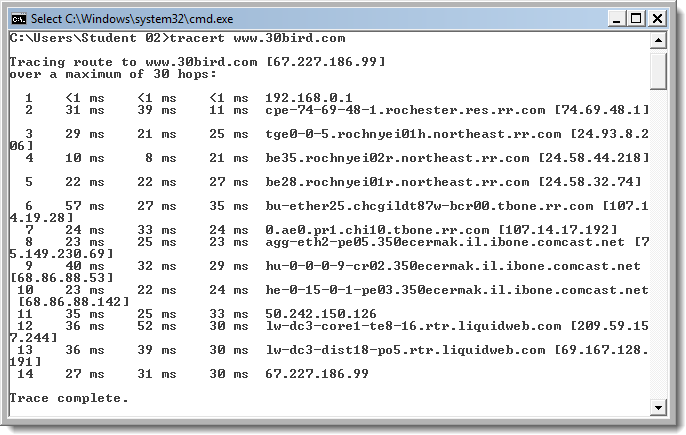 Select C:\Windows\system32\cmd.exe
C:\Users\Student 02>tracert www.30bird.com
Tracing route to www.30bird.com [67.227.186.99]
over a maximum of 30 hops:
1 <1 ms <1 ms <1 ms 192.168.0.1
2 31 ms 39 ms 11 ms cpe-74-69-48-1.rochester.res.rr.com [74.69.48.1]
3 29 ms 21 ms 25 ms tge0-0-5.rochnyei01h.northeast.rr.com [24.93.8.2
06]
4 10 ms 8 ms 21 ms be35.rochnyei02r.northeast.rr.com [24.58.44.218]
5 22 ms 22 ms 27 ms be28.rochnyei01r.northeast.rr.com [24.58.32.74]
6 57 ms 27 ms 35 ms bu-ether25.chcgildt87w-bcr00.tbone.rr.com [107.1
4.19.28]
7 24 ms 33 ms 24 ms 0.ae0.pr1.chi10.tbone.rr.com [107.14.17.192]
8 23 ms 25 ms 23 ms agg-eth2-pe05.350ecermak.il.ibone.comcast.net [7
5.149.230.69]
9 40 ms 32 ms 29 ms hu-0-0-0-9-cr02.350ecermak.il.ibone.comcast.net
[68.86.88.53]
10 23 ms 22 ms 24 ms he-0-15-0-1-pe03.350ecermak.il.ibone.comcast.net
[68.86.88.142]
11 35 ms 25 ms 33 ms 50.242.150.126
12 36 ms 52 ms 30 ms lw-dc3-core1-te8-16.rtr.liquidweb.com [209.59.15
7.244]
13 36 ms 39 ms 30 ms lw-dc3-dist18-po5.rtr.liquidweb.com [69.167.128.
191]
14 27 ms 31 ms 30 ms 67.227.186.99
Trace complete.